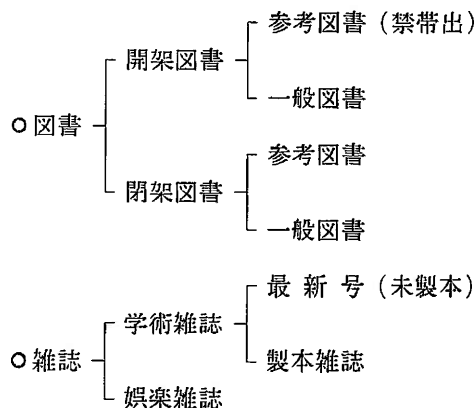 参考図書（禁帯出）
開架図書
一般図書
○図書
参考図書
閉架図書
一般図書
最新号（未製本）
学術雑誌
○雑誌
製本雑誌
娯楽雑誌